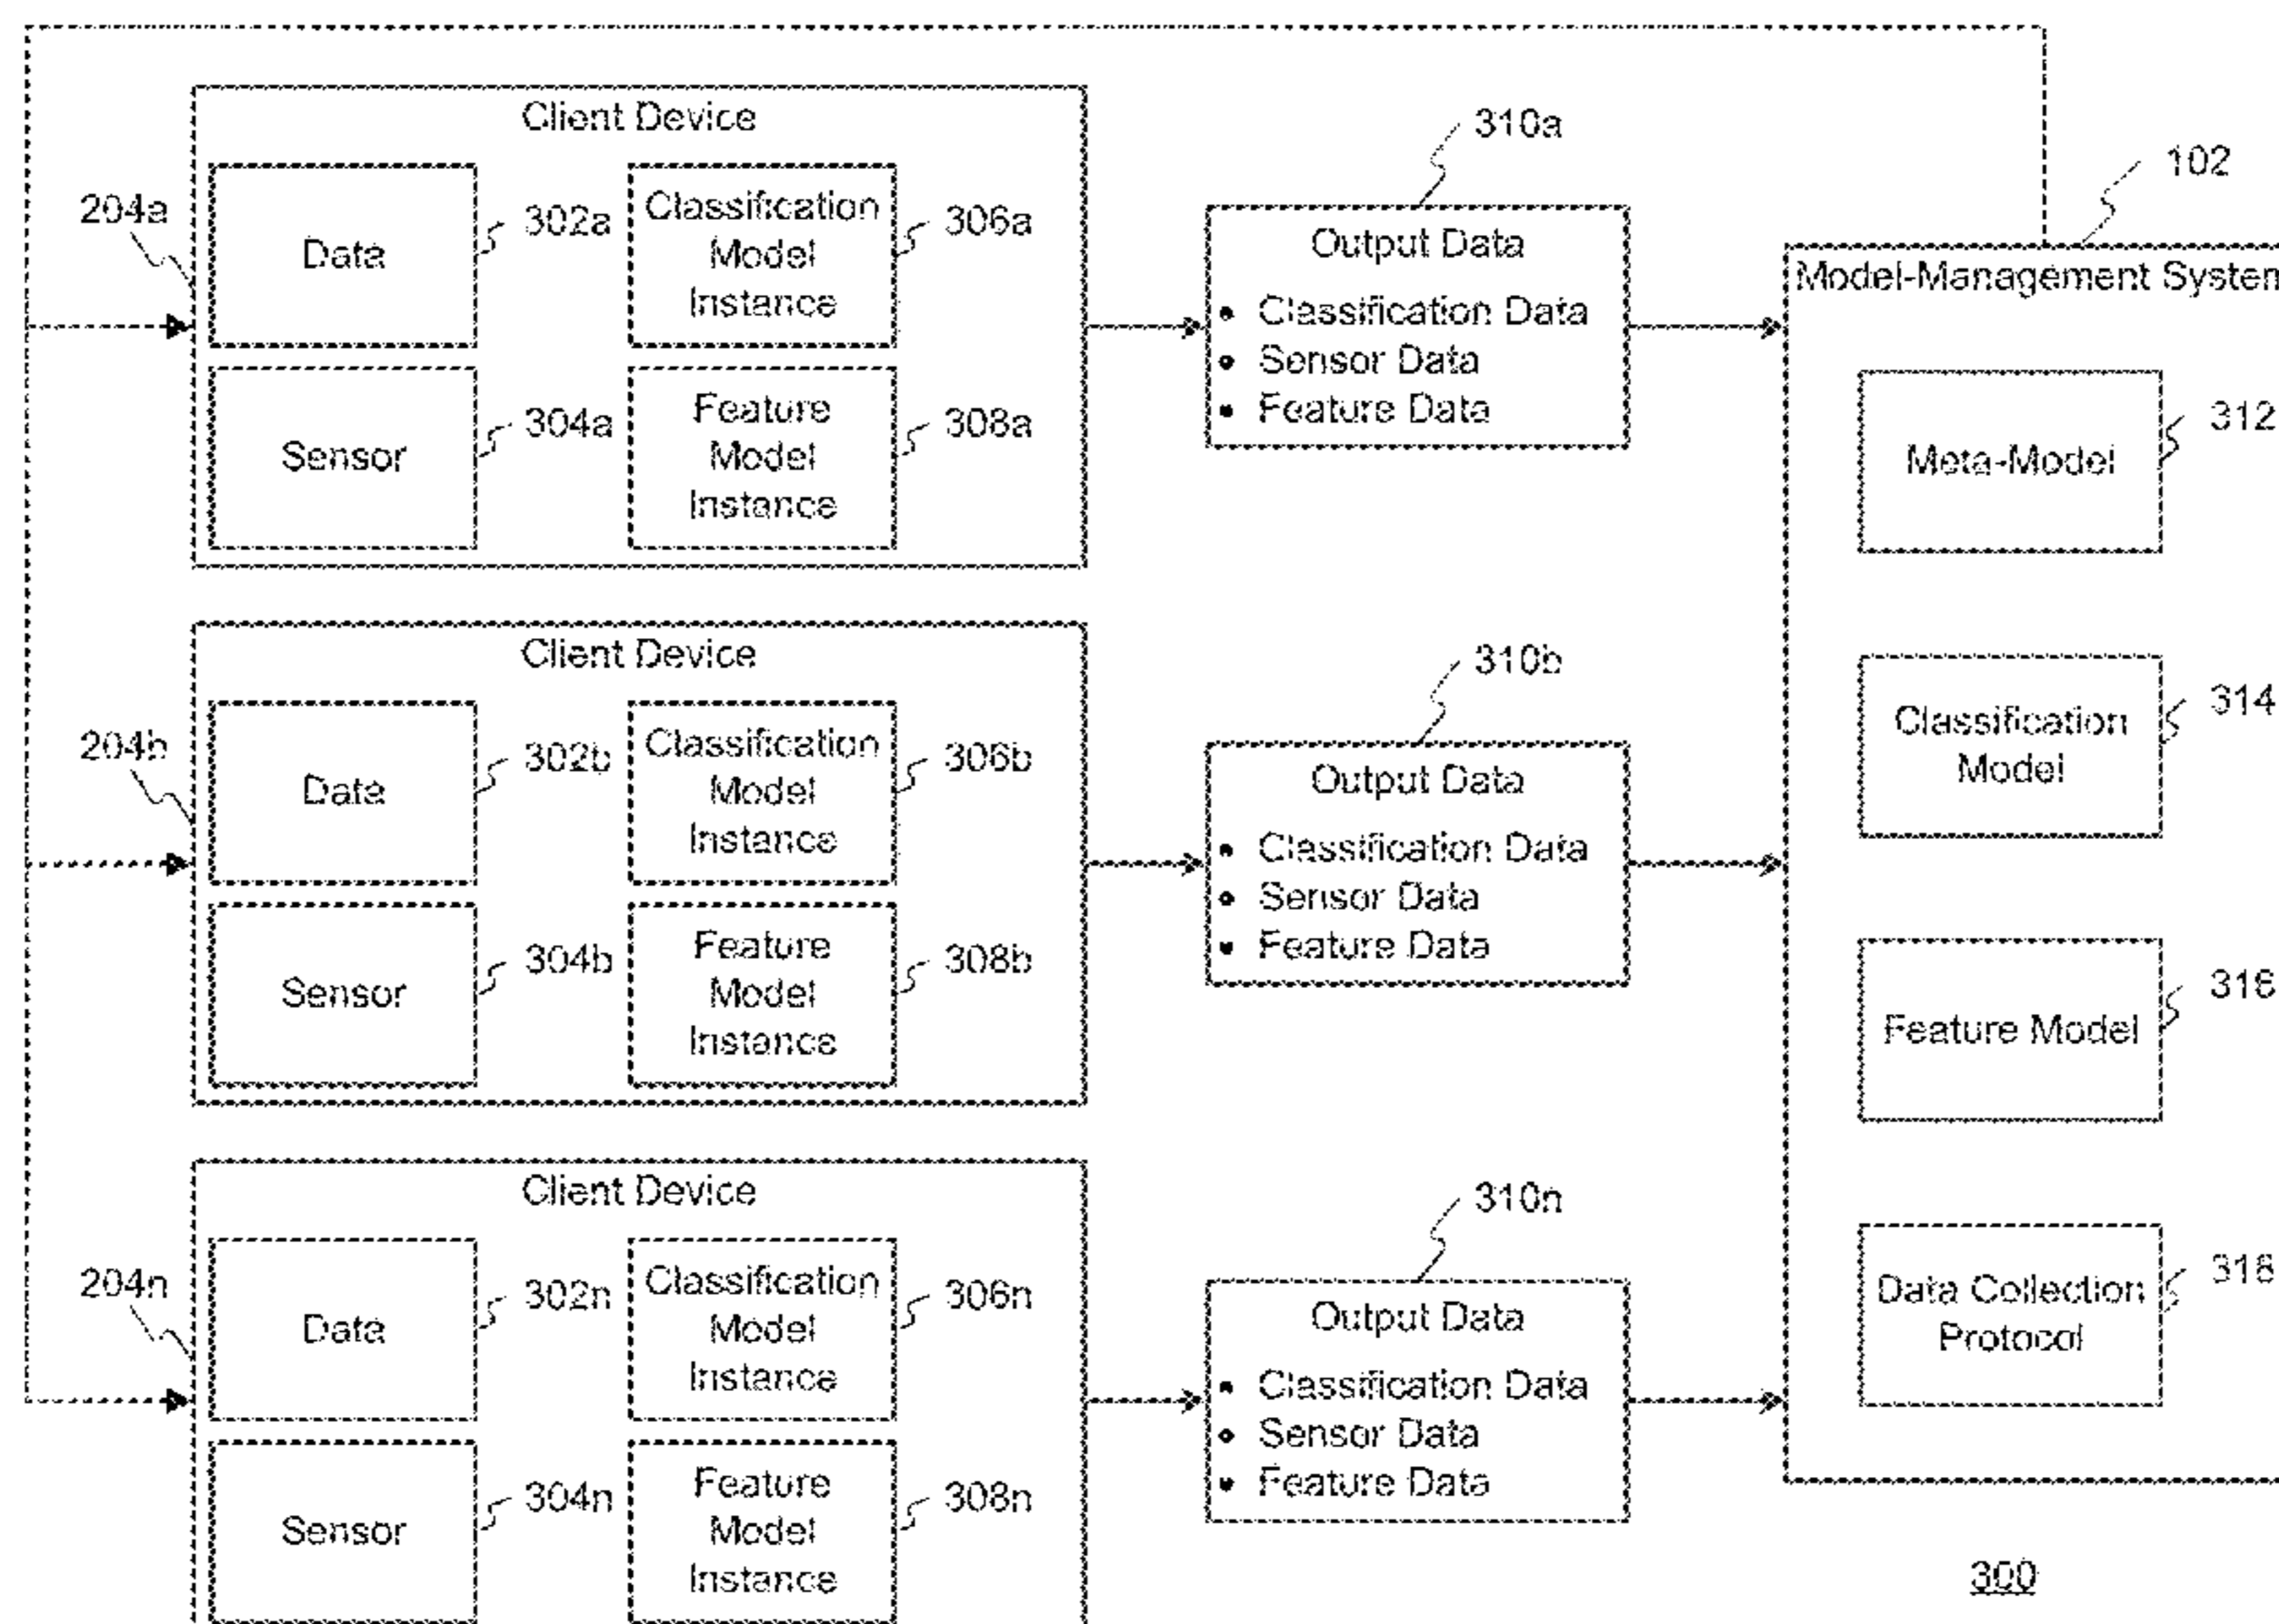 Client Device
204a
Data
302a
Classification
Model
Instance
306a
Sensor
304a
Feature
Model
Instance
308a
310a
Output Data
• Classification Data
• Sensor Data
• Feature Data
Client Device
204b
Data
302b
Classification
Model
Instance
306b
Sensor
304b
Feature
Model
Instance
308b
310b
Output Data
• Classification Data
• Sensor Data
• Feature Data
Client Device
204n
Data
302n
Classification
Model
Instance
306n
Sensor
304n
Feature
Model
Instance
308n
310n
Output Data
• Classification Data
• Sensor Data
• Feature Data
102
Model-Management System
Meta-Model
312
Classification
Model
314
Feature Model
316
Data Collection
Protocol
318
300